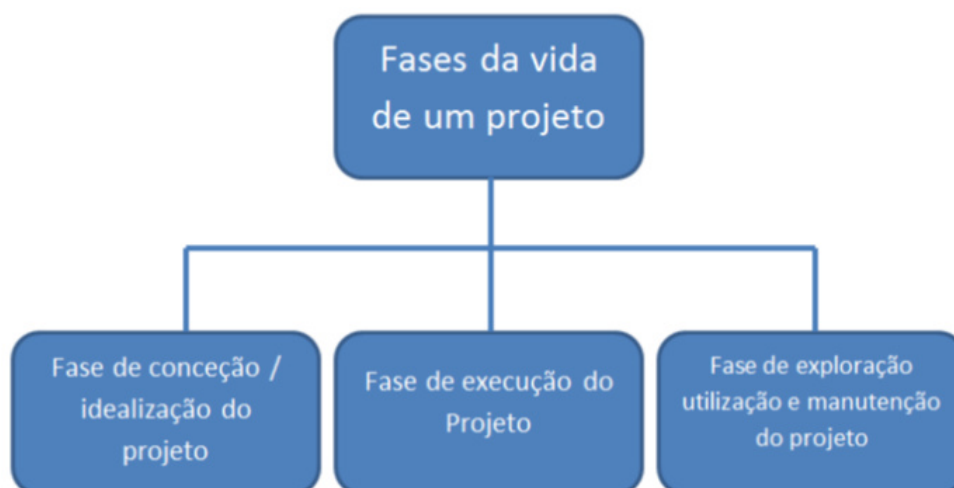 Fases da vida
de um projeto
Fase de conceção /
idealização do
projeto
Fase de execução do
Projeto
Fase de exploração
utilização e manutenção
do projeto